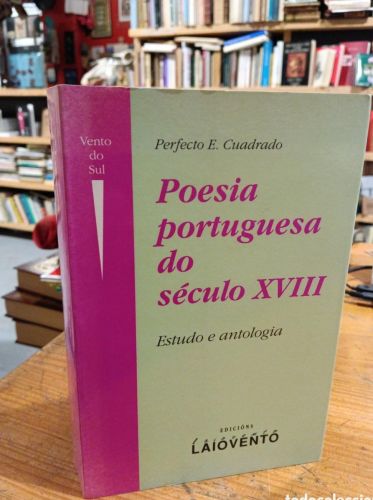 Vento
do
Sul
Perfecto E. Cuadrado
Poesia
portuguesa
do
século XVIII
Estudo e antologia
EDICIÓNS
LAIOVENTO